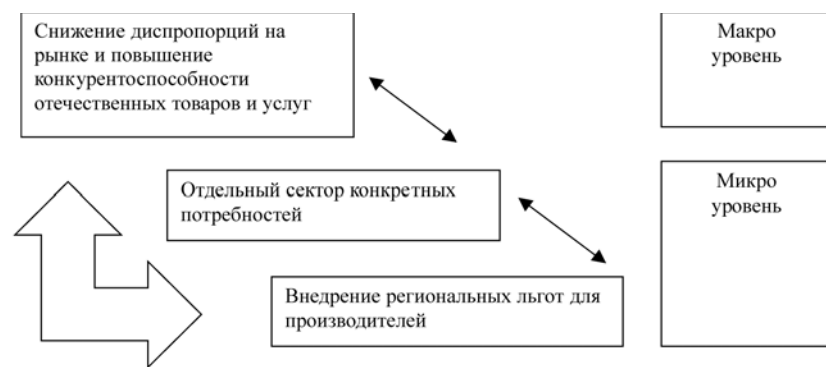 Снижение диспропорций на
рынке и повышение
конкурентоспособности
отечественных товаров и услуг
Макро
уровень
Отдельный сектор конкретных
потребностей
Микро
уровень
Внедрение региональных льгот для
производителей